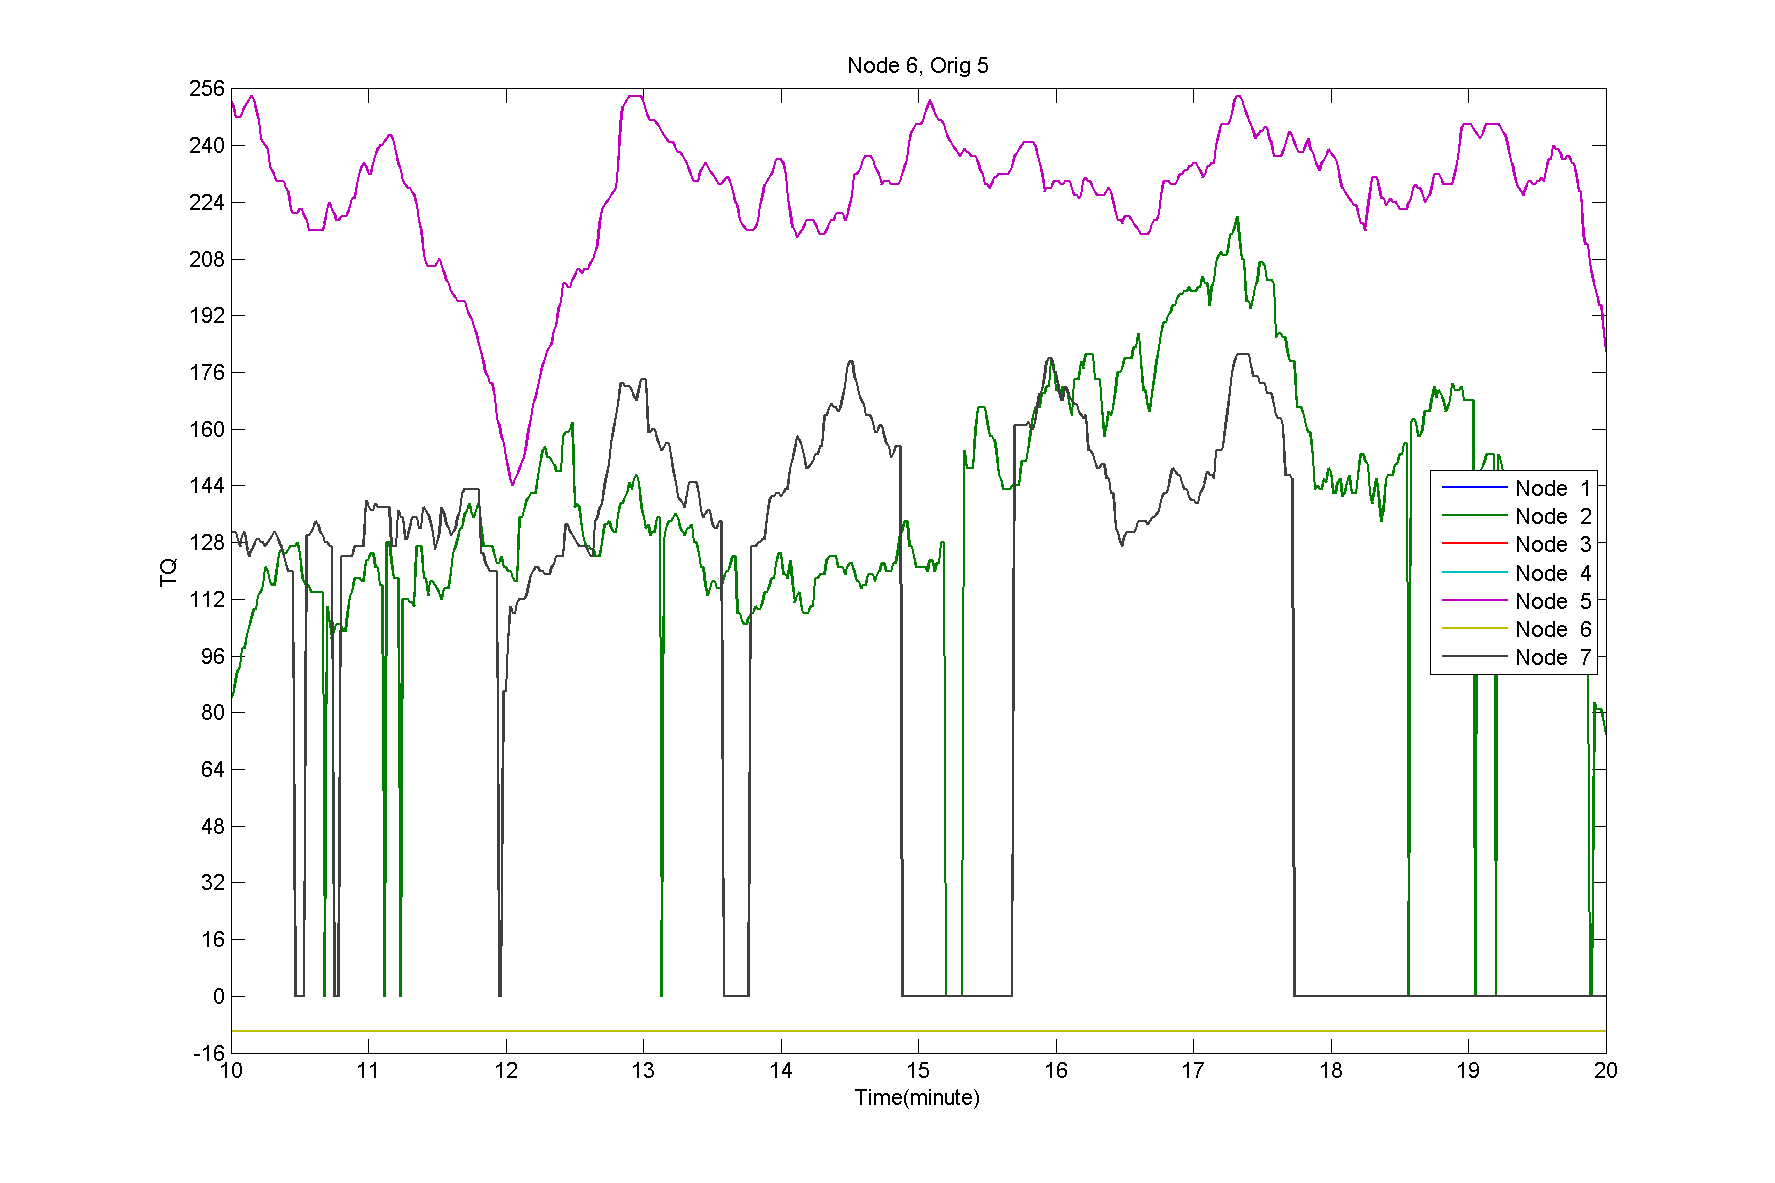 Node 6, Orig 5
256
240
224
208
192
176
160
144
128
112
96
80
64
48
32
16
0
-16
TQ
Node 1
Node 2
Node 3
Node 4
Node 5
Node 6
Node 7
10 11 12 13 14 15 16 17 18 19 20
Time(minute)